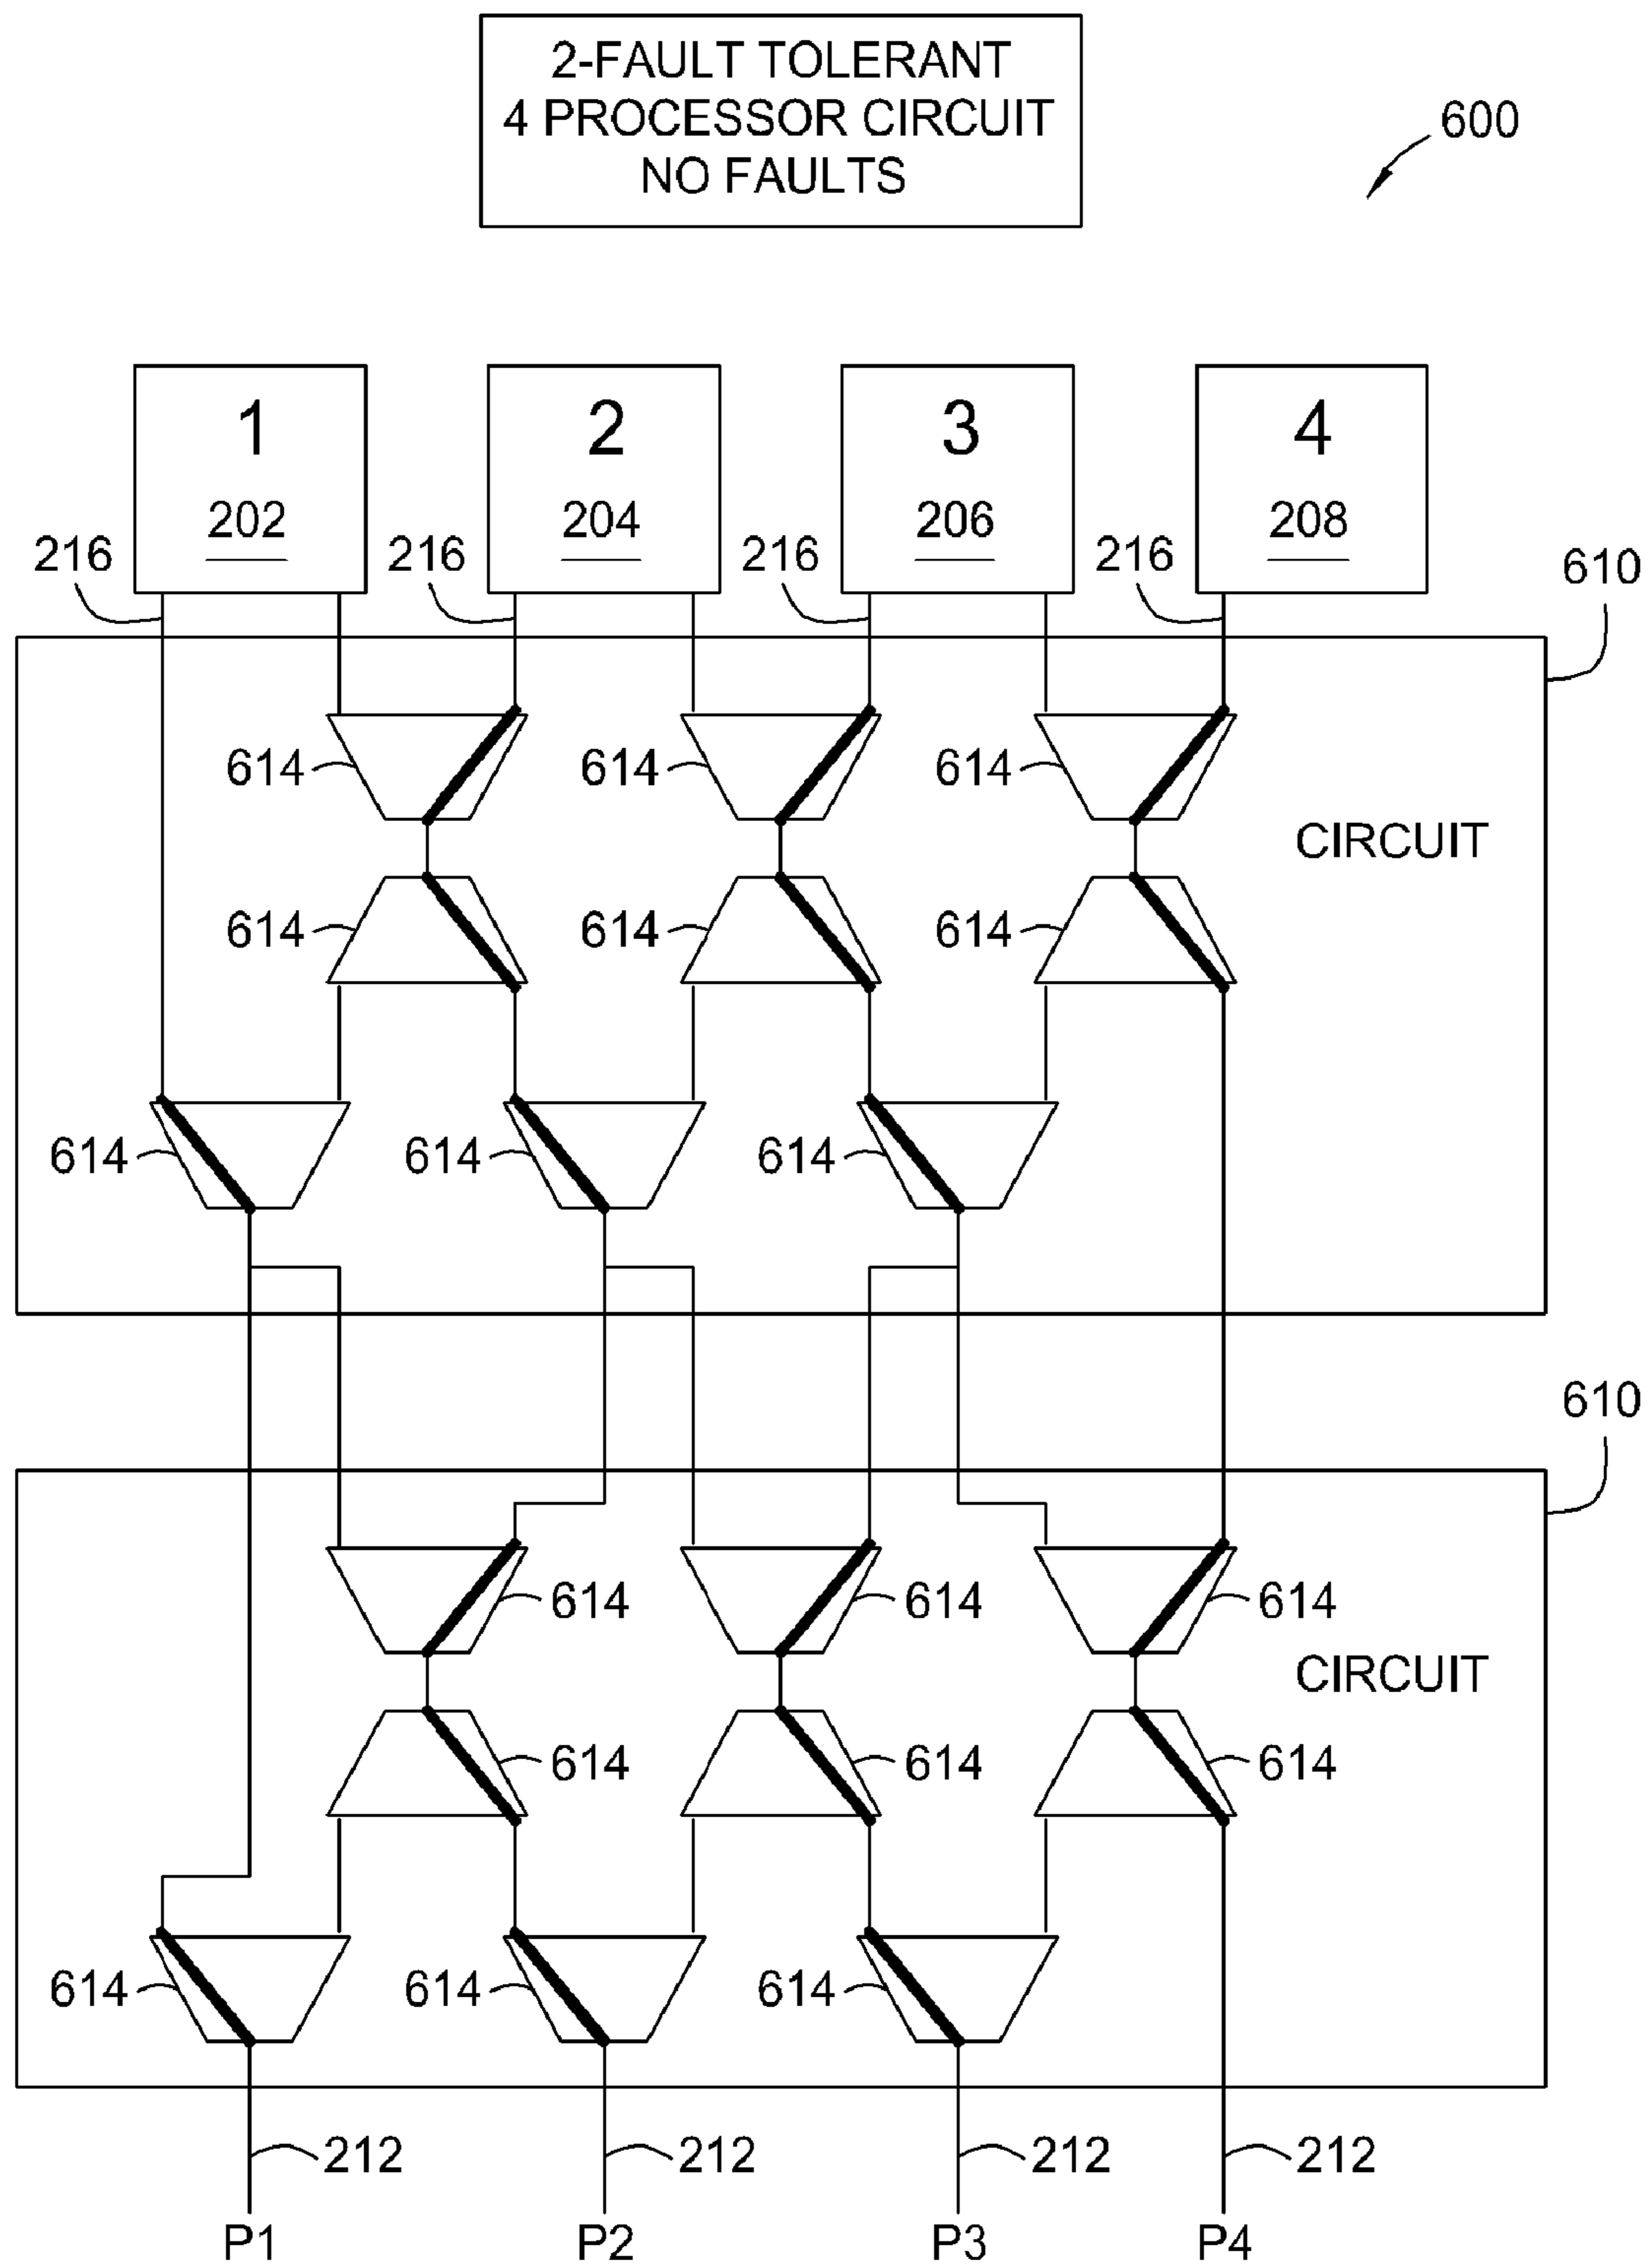 2-FAULT TOLERANT
4 PROCESSOR CIRCUIT
NO FAULTS
600
1 2 3 4
202 204 206 208
216 216 216 216
610
614 614 614
CIRCUIT
614 614 614
614 614 614
610
614 614 614
CIRCUIT
614 614 614
614 614 614
212 212 212 212
P1 P2 P3 P4